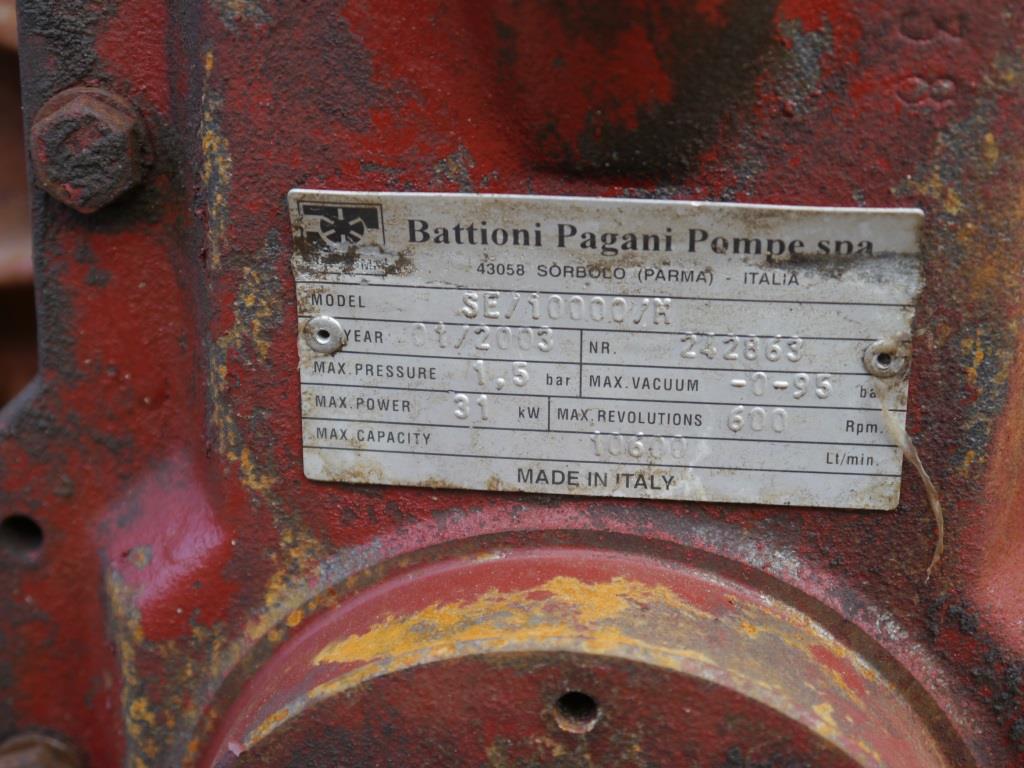 Battioni Pagani Pompe spa
43058 SORBOLO (PARMA) - ITALIA
MODEL SE/10000/M
YEAR 01/2003 NR. 242863
MAX.PRESSURE 1,5 bar MAX.VACUUM -0-95 ba
MAX.POWER 31 kW MAX.REVOLUTIONS 600 Rpm.
MAX.CAPACITY 10600 Lt/min.
MADE IN ITALY